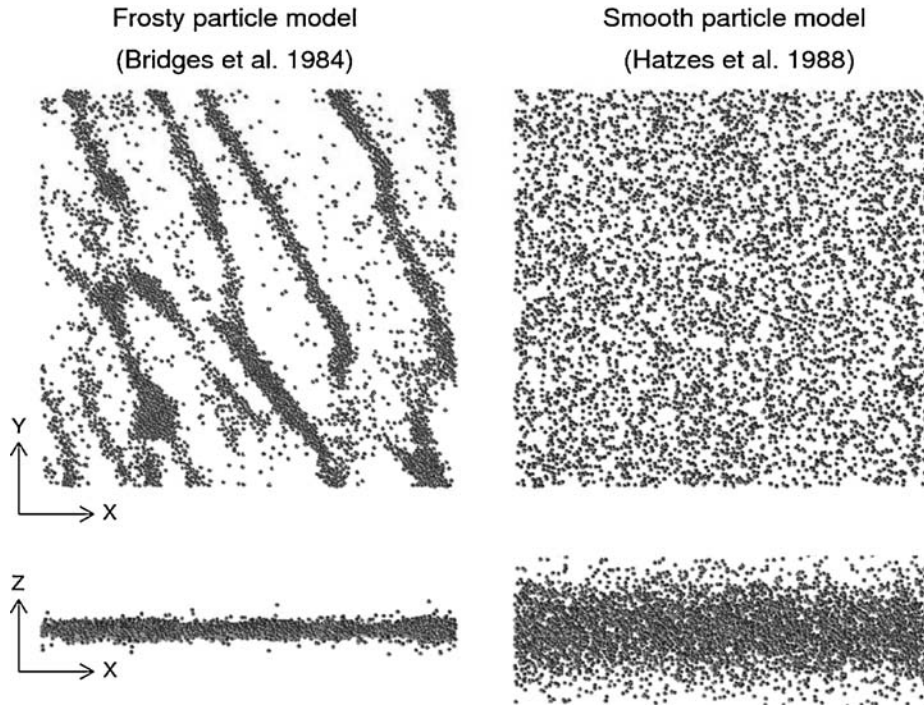 Frosty particle model
(Bridges et al. 1984)
Smooth particle model
(Hatzes et al. 1988)
Y
X
Z
X